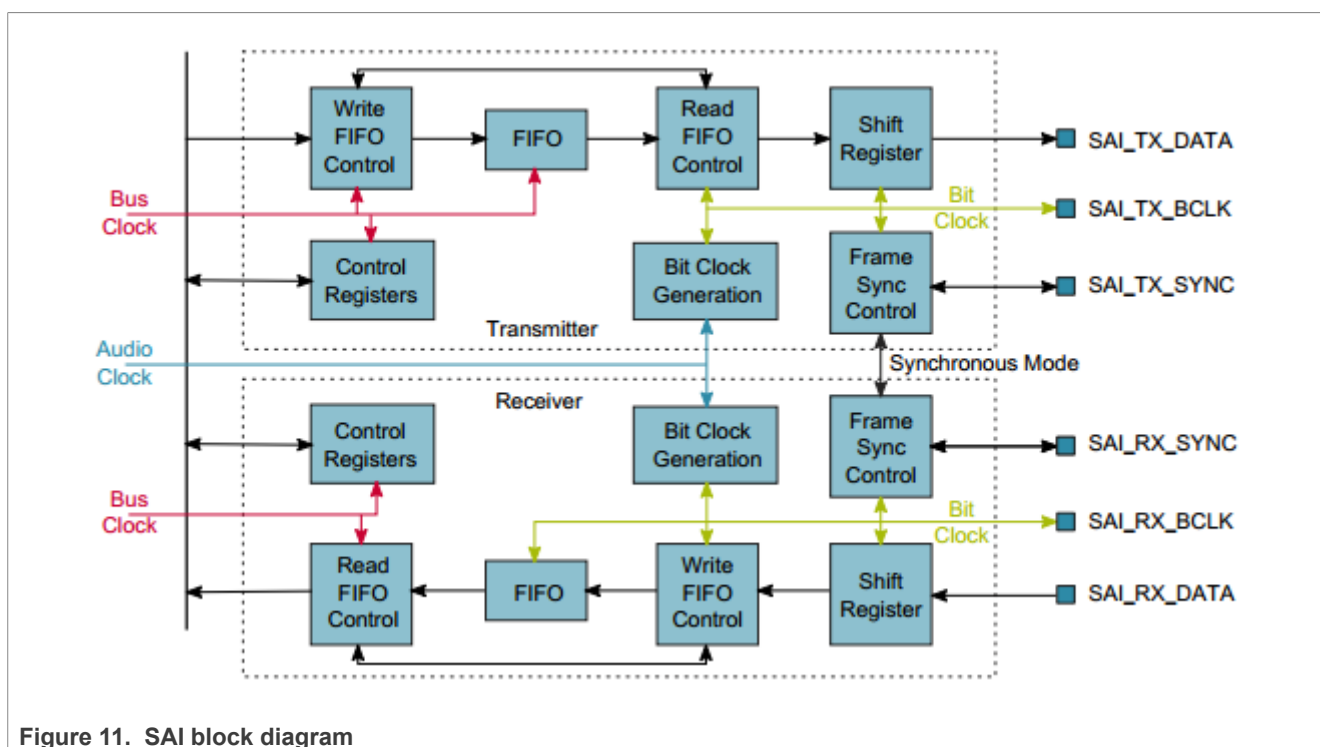 Write
FIFO
Control
FIFO
Read
FIFO
Control
Shift
Register
SAI_TX_DATA
Bus
Clock
Bit
Clock
SAI_TX_BCLK
Control
Registers
Bit Clock
Generation
Frame
Sync
Control
SAI_TX_SYNC
Transmitter
Audio
Clock
Synchronous Mode
Receiver
Control
Registers
Bit Clock
Generation
Frame
Sync
Control
SAI_RX_SYNC
Bus
Clock
Bit
Clock
SAI_RX_BCLK
Read
FIFO
Control
FIFO
Write
FIFO
Control
Shift
Register
SAI_RX_DATA
Figure 11. SAI block diagram